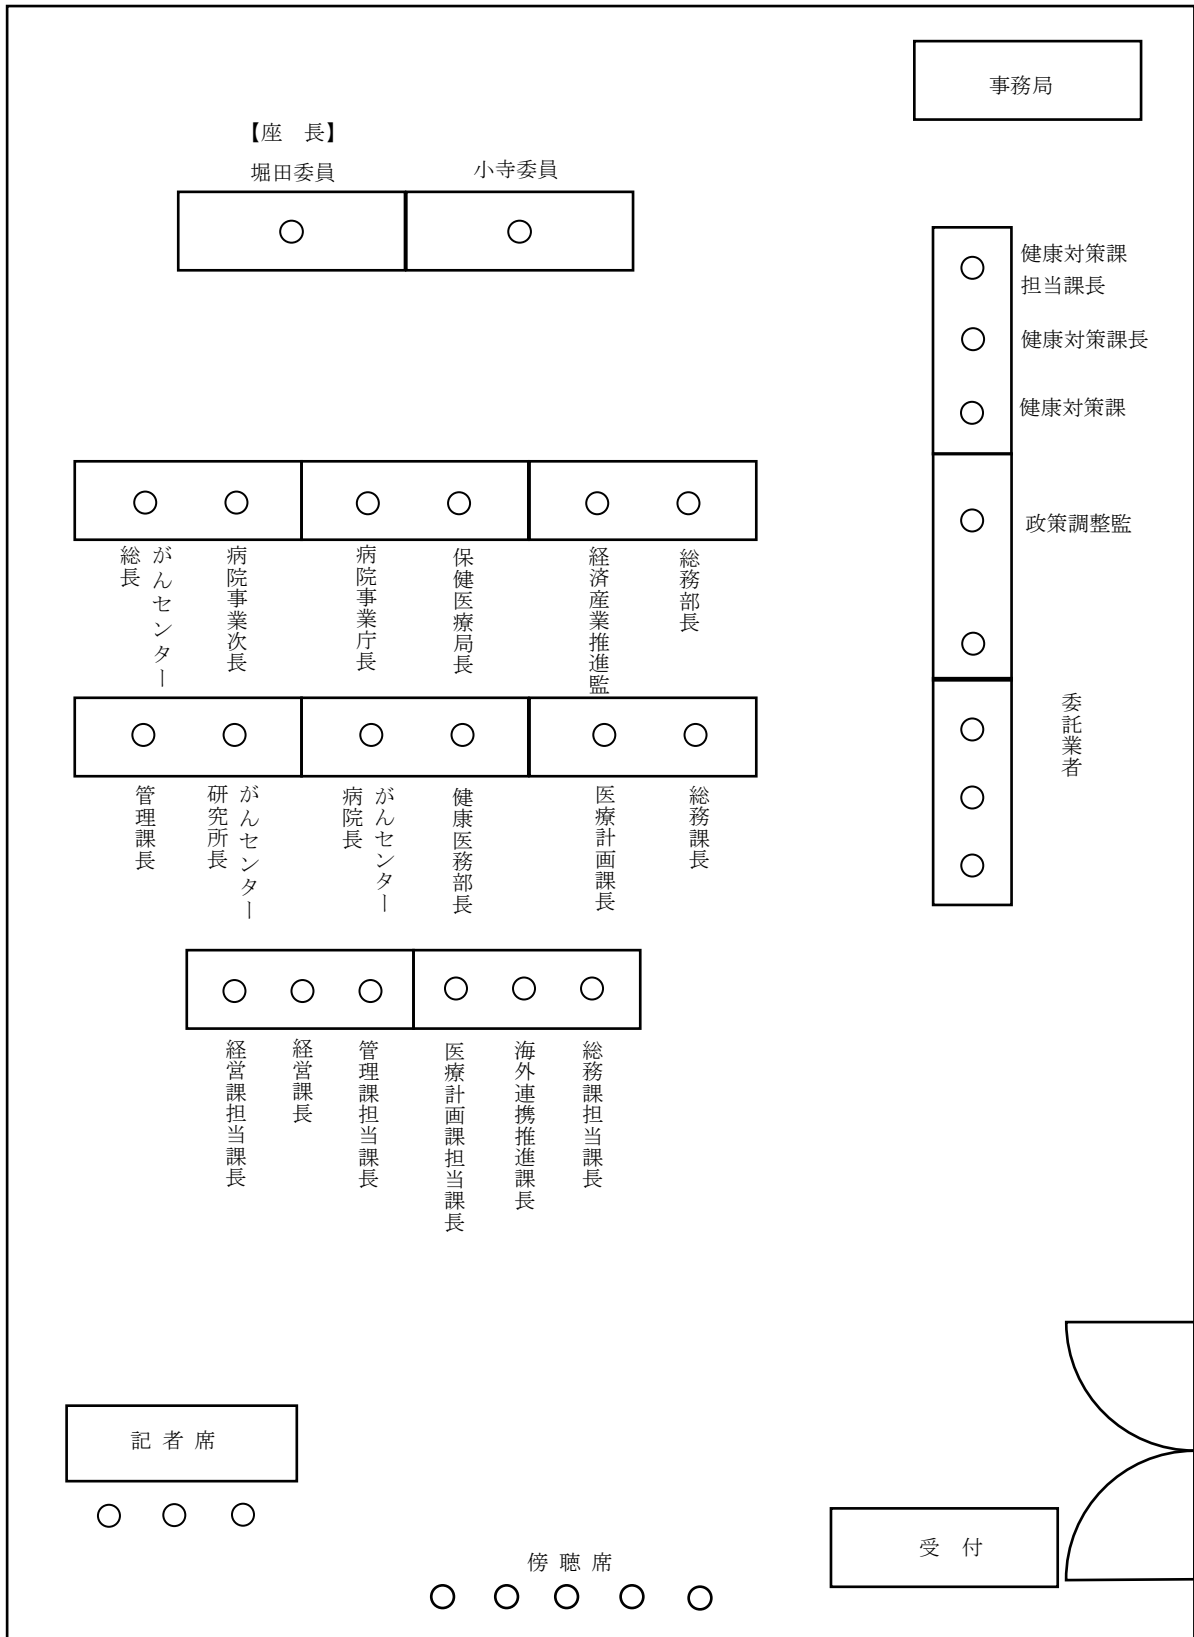 事務局
【座　長】
堀田委員
小寺委員
健康対策課
担当課長
健康対策課長
健康対策課
政策調整監
委託業者
がんセンター
総長
病院事業次長
病院事業庁長
保健医療局長
経済産業推進監
総務部長
管理課長
がんセンター
研究所長
がんセンター
病院長
健康医務部長
医療計画課長
総務課長
経営課担当課長
経営課長
管理課担当課長
医療計画課担当課長
海外連携推進課長
総務課担当課長
記 者 席
傍 聴 席
受　付